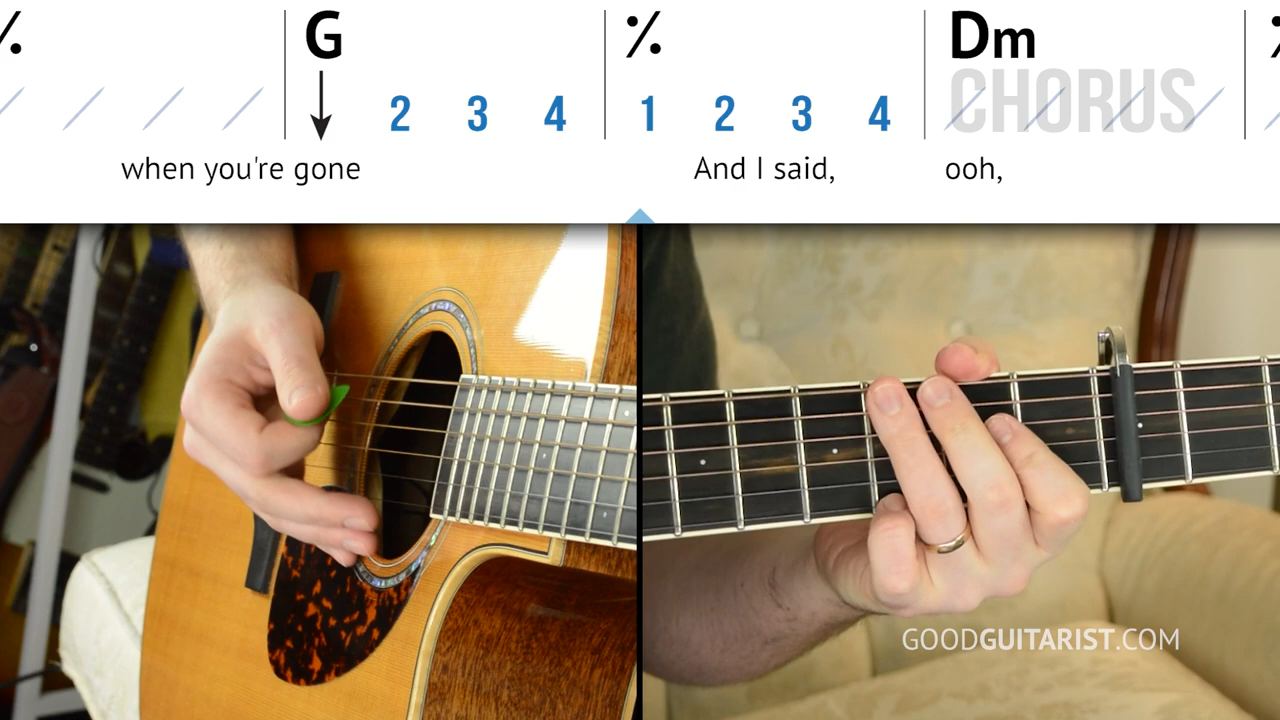 G Dm
2 3 4 1 2 3 4 CHORUS
when you're gone And I said, ooh,
GOODGUITARIST.COM